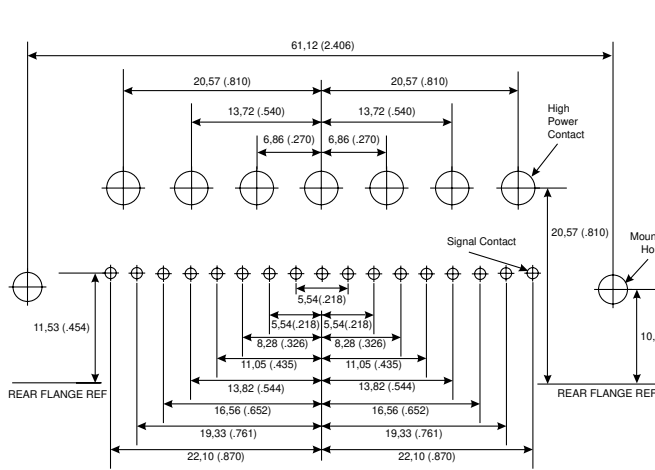 61,12 (2.406)
20,57 (.810) 20,57 (.810)
13,72 (.540) 13,72 (.540)
6,86 (.270) 6,86 (.270)
High
Power
Contact
20,57 (.810)
Signal Contact
Moun
Ho
5,54(.218)
11,53 (.454)
5,54(.218) 5,54(.218)
8,28 (.326) 8,28 (.326)
10,
11,05 (.435) 11,05 (.435)
13,82 (.544) 13,82 (.544)
REAR FLANGE REF
REAR FLANGE REF
16,56 (.652) 16,56 (.652)
19,33 (.761) 19,33 (.761)
22,10 (.870) 22,10 (.870)